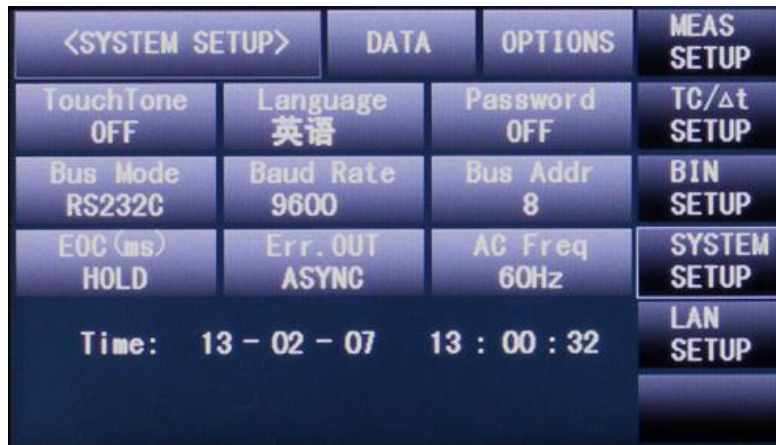 <SYSTEM SETUP> DATA OPTIONS
MEAS
SETUP
TouchTone Language Password
OFF 英语 OFF
TC/Δt
SETUP
Bus Mode Baud Rate Bus Addr
RS232C 9600 8
BIN
SETUP
EOC(ms) Err.OUT AC Freq
HOLD ASYNC 60Hz
SYSTEM
SETUP
Time: 13-02-07 13:00:32
LAN
SETUP